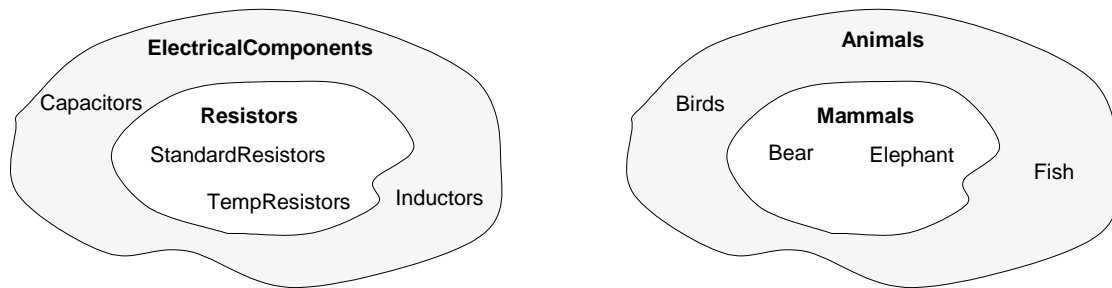 ElectricalComponents
Capacitors
Resistors
StandardResistors
TempResistors
Inductors
Animals
Birds
Mammals
Bear
Elephant
Fish